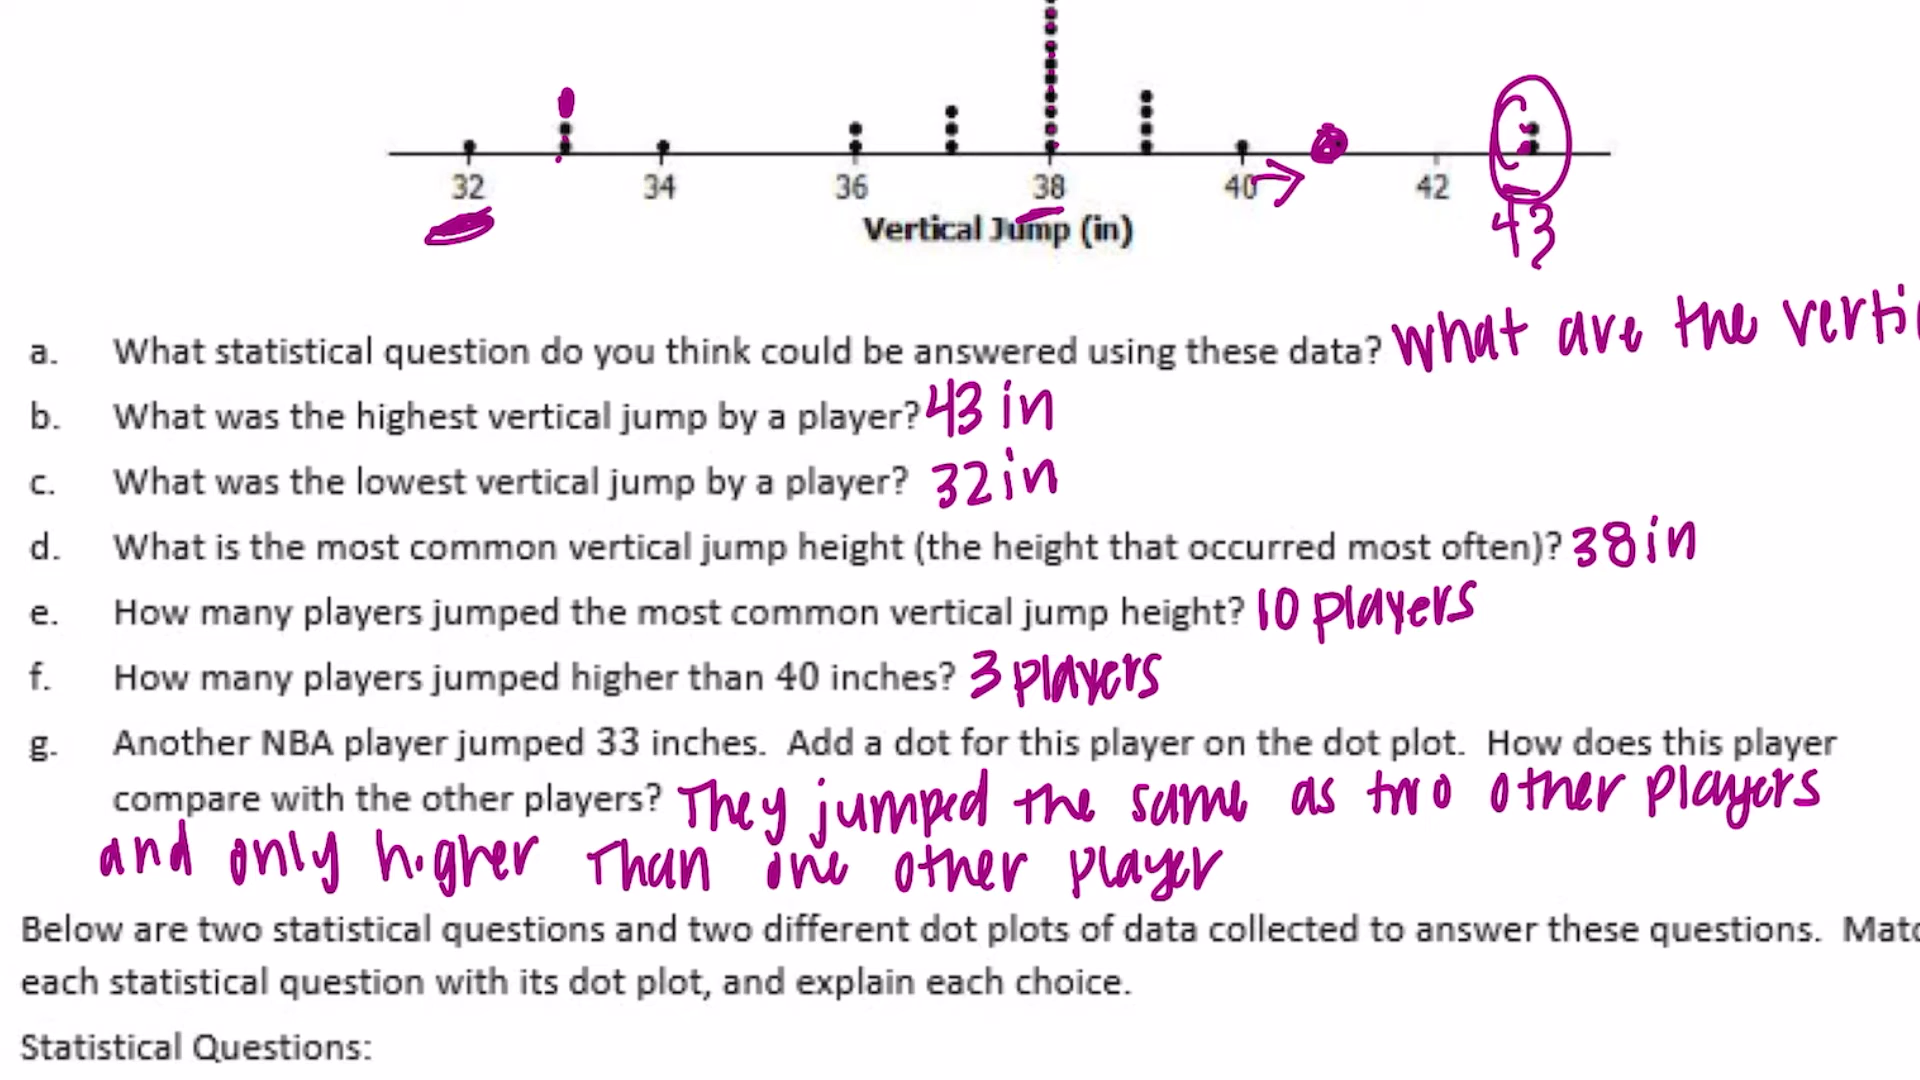 32 34 36 38 40 42
43
Vertical Jump (in)
a. What statistical question do you think could be answered using these data? What are the verti
b. What was the highest vertical jump by a player? 43 in
c. What was the lowest vertical jump by a player? 32 in
d. What is the most common vertical jump height (the height that occurred most often)? 38 in
e. How many players jumped the most common vertical jump height? 10 players
f. How many players jumped higher than 40 inches? 3 players
g. Another NBA player jumped 33 inches. Add a dot for this player on the dot plot. How does this player
compare with the other players? They jumped the same as two other players
and only higher than one other player
Below are two statistical questions and two different dot plots of data collected to answer these questions. Matc
each statistical question with its dot plot, and explain each choice.
Statistical Questions: